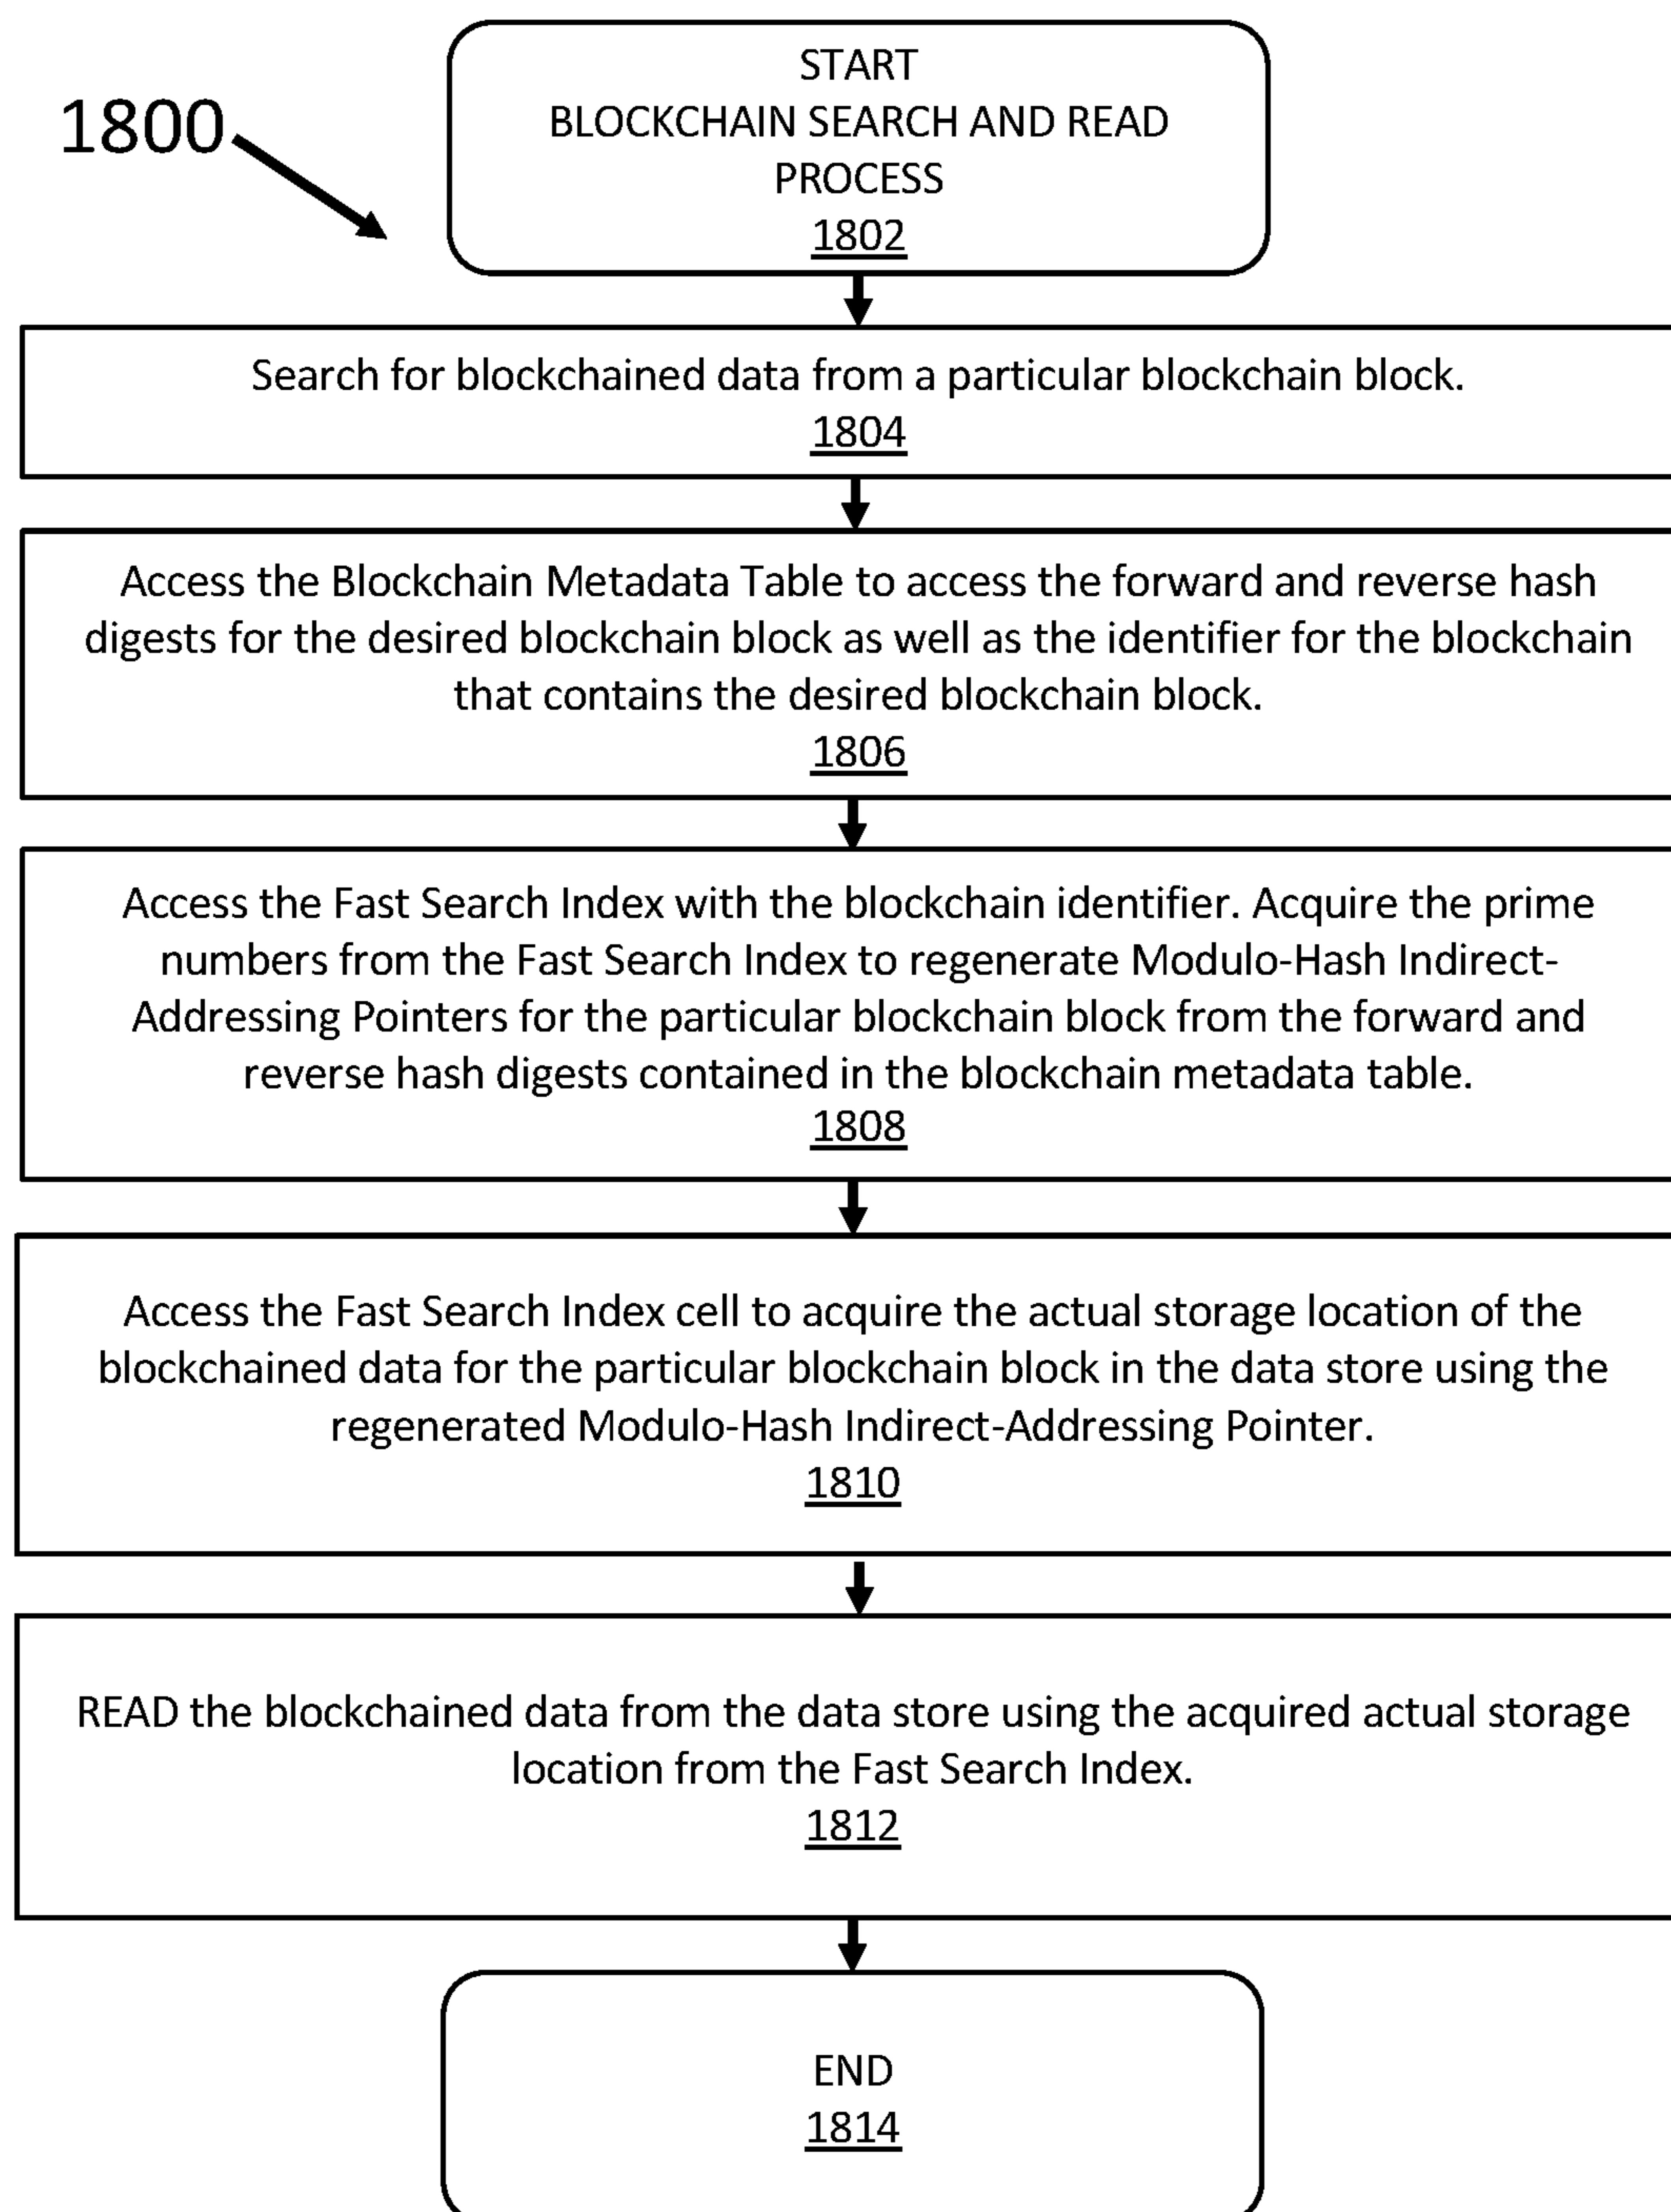 1800
START
BLOCKCHAIN SEARCH AND READ
PROCESS
1802
Search for blockchained data from a particular blockchain block.
1804
Access the Blockchain Metadata Table to access the forward and reverse hash
digests for the desired blockchain block as well as the identifier for the blockchain
that contains the desired blockchain block.
1806
Access the Fast Search Index with the blockchain identifier. Acquire the prime
numbers from the Fast Search Index to regenerate Modulo-Hash Indirect-
Addressing Pointers for the particular blockchain block from the forward and
reverse hash digests contained in the blockchain metadata table.
1808
Access the Fast Search Index cell to acquire the actual storage location of the
blockchained data for the particular blockchain block in the data store using the
regenerated Modulo-Hash Indirect-Addressing Pointer.
1810
READ the blockchained data from the data store using the acquired actual storage
location from the Fast Search Index.
1812
END
1814